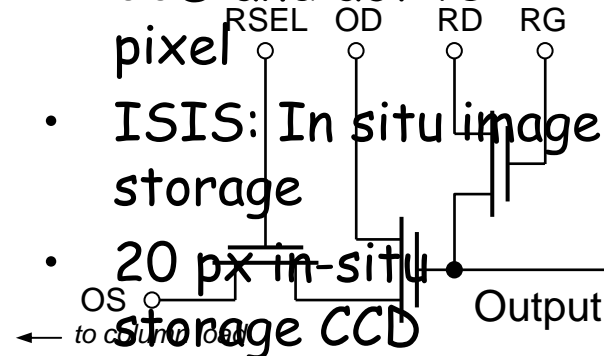 RSEL OD RD RG
pixel
• ISIS: In situ image
storage
• 20 px in-situ
OS
Output
storage CCD
to column load